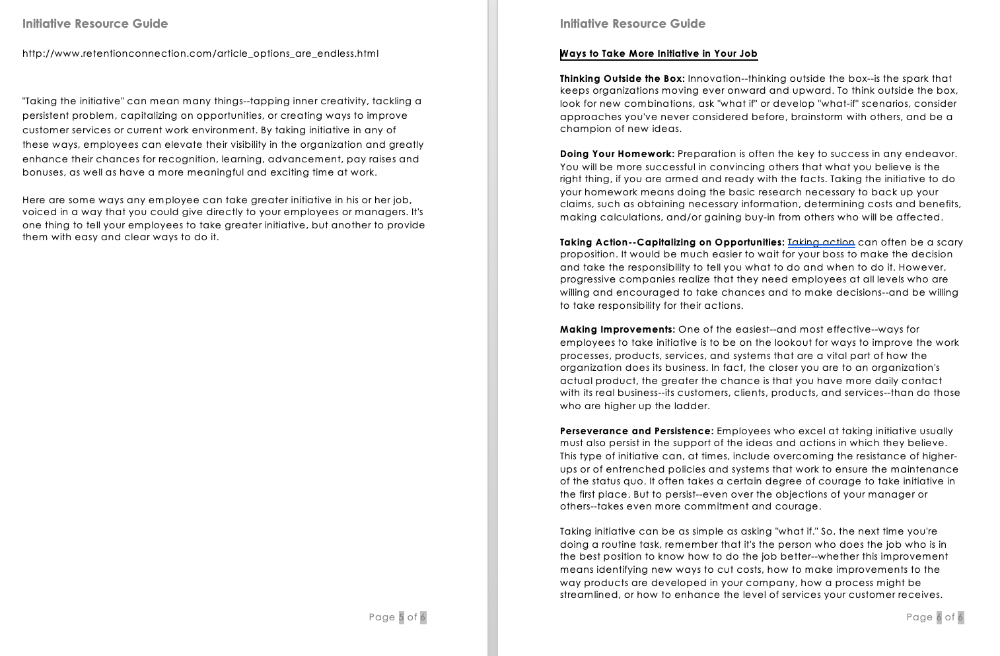 Initiative Resource Guide
http://www.retentionconnection.com/article_options_are_endless.html
"Taking the initiative" can mean many things--tapping inner creativity, tackling a
persistent problem, capitalizing on opportunities, or creating ways to improve
customer services or current work environment. By taking initiative in any of
these ways, employees can elevate their visibility in the organization and greatly
enhance their chances for recognition, learning, advancement, pay raises and
bonuses, as well as have a more meaningful and exciting time at work.
Here are some ways any employee can take greater initiative in his or her job,
voiced in a way that you could give directly to your employees or managers. It's
one thing to tell your employees to take greater initiative, but another to provide
them with easy and clear ways to do it.
Page 5 of 6
Initiative Resource Guide
Ways to Take More Initiative in Your Job
Thinking Outside the Box: Innovation--thinking outside the box--is the spark that
keeps organizations moving ever onward and upward. To think outside the box,
look for new combinations, ask "what if" or develop "what-if" scenarios, consider
approaches you've never considered before, brainstorm with others, and be a
champion of new ideas.
Doing Your Homework: Preparation is often the key to success in any endeavor.
You will be more successful in convincing others that what you believe is the
right thing, if you are armed and ready with the facts. Taking the initiative to do
your homework means doing the basic research necessary to back up your
claims, such as obtaining necessary information, determining costs and benefits,
making calculations, and/or gaining buy-in from others who will be affected.
Taking Action--Capitalizing on Opportunities: Taking action can often be a scary
proposition. It would be much easier to wait for your boss to make the decision
and take the responsibility to tell you what to do and when to do it. However,
progressive companies realize that they need employees at all levels who are
willing and encouraged to take chances and to make decisions--and be willing
to take responsibility for their actions.
Making Improvements: One of the easiest--and most effective--ways for
employees to take initiative is to be on the lookout for ways to improve the work
processes, products, services, and systems that are a vital part of how the
organization does its business. In fact, the closer you are to an organization's
actual product, the greater the chance is that you have more daily contact
with its real business--its customers, clients, products, and services--than do those
who are higher up the ladder.
Perseverance and Persistence: Employees who excel at taking initiative usually
must also persist in the support of the ideas and actions in which they believe.
This type of initiative can, at times, include overcoming the resistance of higher-
ups or of entrenched policies and systems that work to ensure the maintenance
of the status quo. It often takes a certain degree of courage to take initiative in
the first place. But to persist--even over the objections of your manager or
others--takes even more commitment and courage.
Taking initiative can be as simple as asking "what if." So, the next time you're
doing a routine task, remember that it's the person who does the job who is in
the best position to know how to do the job better--whether this improvement
means identifying new ways to cut costs, how to make improvements to the
way products are developed in your company, how a process might be
streamlined, or how to enhance the level of services your customer receives.
Page 6 of 6